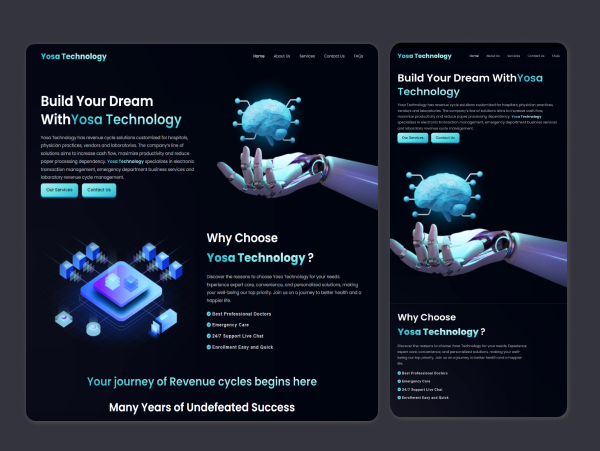 Yosa Technology
Home About Us Services Contact Us FAQs
Build Your Dream
WithYosa Technology
Yosa Technology has revenue cycle solutions customized for hospitals,
physician practices, vendors and laboratories. The company's line of
solutions aims to increase cash flow, maximize productivity and reduce
paper processing dependency. Yosa Technology specializes in electronic
transaction management, emergency department business services and
laboratory revenue cycle management.
Our Services Contact Us
Why Choose
Yosa Technology ?
Discover the reasons to choose Yosa Technology for your needs.
Experience expert care, convenience, and personalized solutions, making
your well-being our top priority. Join us on a journey to better health and a
happier life.
Best Professional Doctors
Emergency Care
24/7 Support Live Chat
Enrollment Easy and Quick
Your journey of Revenue cycles begins here
Many Years of Undefeated Success
Yosa Technology
Home About Us Services Contact Us FAQs
Build Your Dream WithYosa
Technology
Yosa Technology has revenue cycle solutions customized for hospitals, physician practices,
vendors and laboratories. The company's line of solutions aims to increase cash flow,
maximize productivity and reduce paper processing dependency. Yosa Technology
specializes in electronic transaction management, emergency department business services
and laboratory revenue cycle management.
Our Services Contact Us
Why Choose
Yosa Technology ?
Discover the reasons to choose Yosa Technology for your needs. Experience
expert care, convenience, and personalized solutions, making your well-
being our top priority. Join us on a journey to better health and a happier
life.
Best Professional Doctors
Emergency Care
24/7 Support Live Chat
Enrollment Easy and Quick